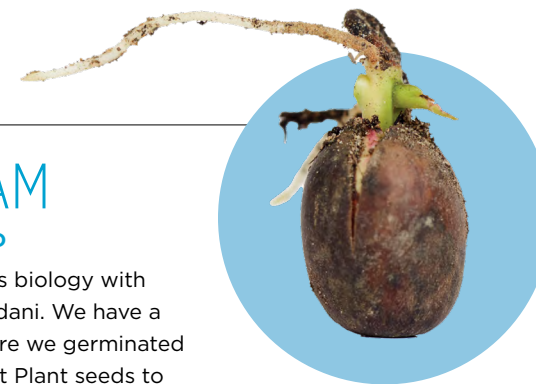 AM
?
s biology with
dani. We have a
re we germinated
t Plant seeds to